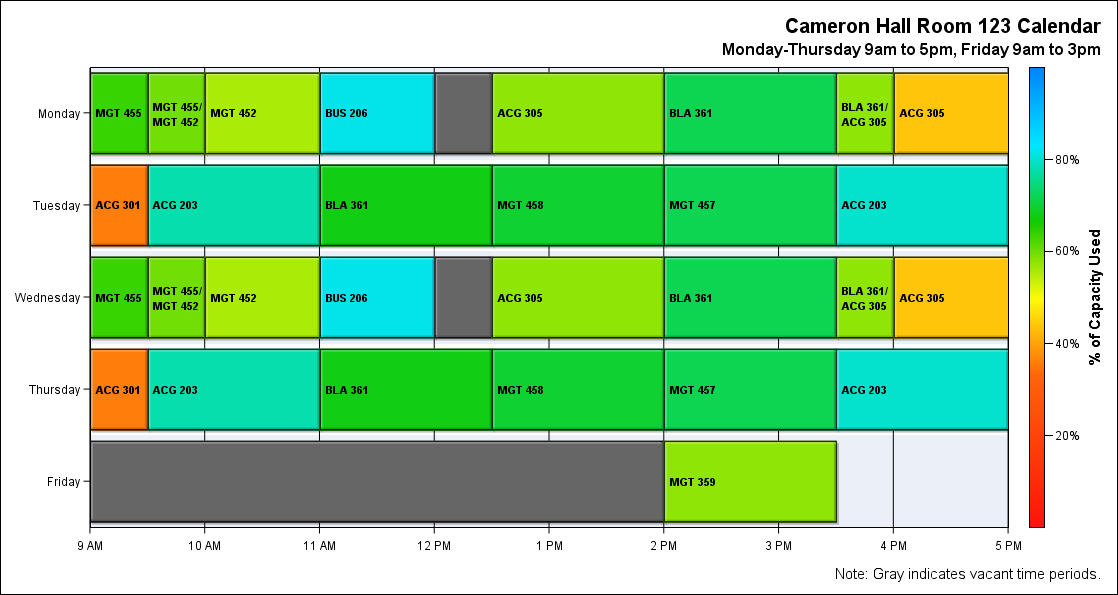 Cameron Hall Room 123 Calendar
Monday-Thursday 9am to 5pm, Friday 9am to 3pm
Monday
MGT 455
MGT 455/
MGT 452
MGT 452
BUS 206
ACG 305
BLA 361
BLA 361/
ACG 305
ACG 305
Tuesday
ACG 301
ACG 203
BLA 361
MGT 458
MGT 457
ACG 203
Wednesday
MGT 455
MGT 455/
MGT 452
MGT 452
BUS 206
ACG 305
BLA 361
BLA 361/
ACG 305
ACG 305
Thursday
ACG 301
ACG 203
BLA 361
MGT 458
MGT 457
ACG 203
Friday
MGT 359
9 AM
10 AM
11 AM
12 PM
1 PM
2 PM
3 PM
4 PM
5 PM
80%
60%
40%
20%
% of Capacity Used
Note: Gray indicates vacant time periods.